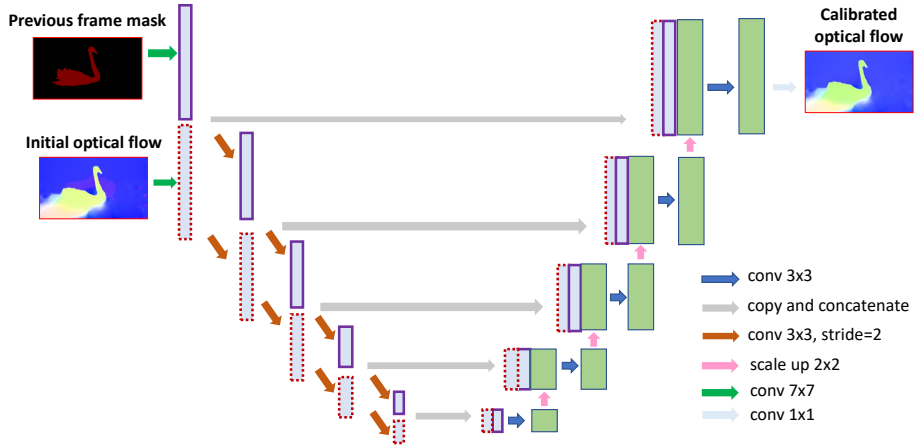 Previous frame mask
Initial optical flow
Calibrated
optical flow
conv 3x3
copy and concatenate
conv 3x3, stride=2
scale up 2x2
conv 7x7
conv 1x1